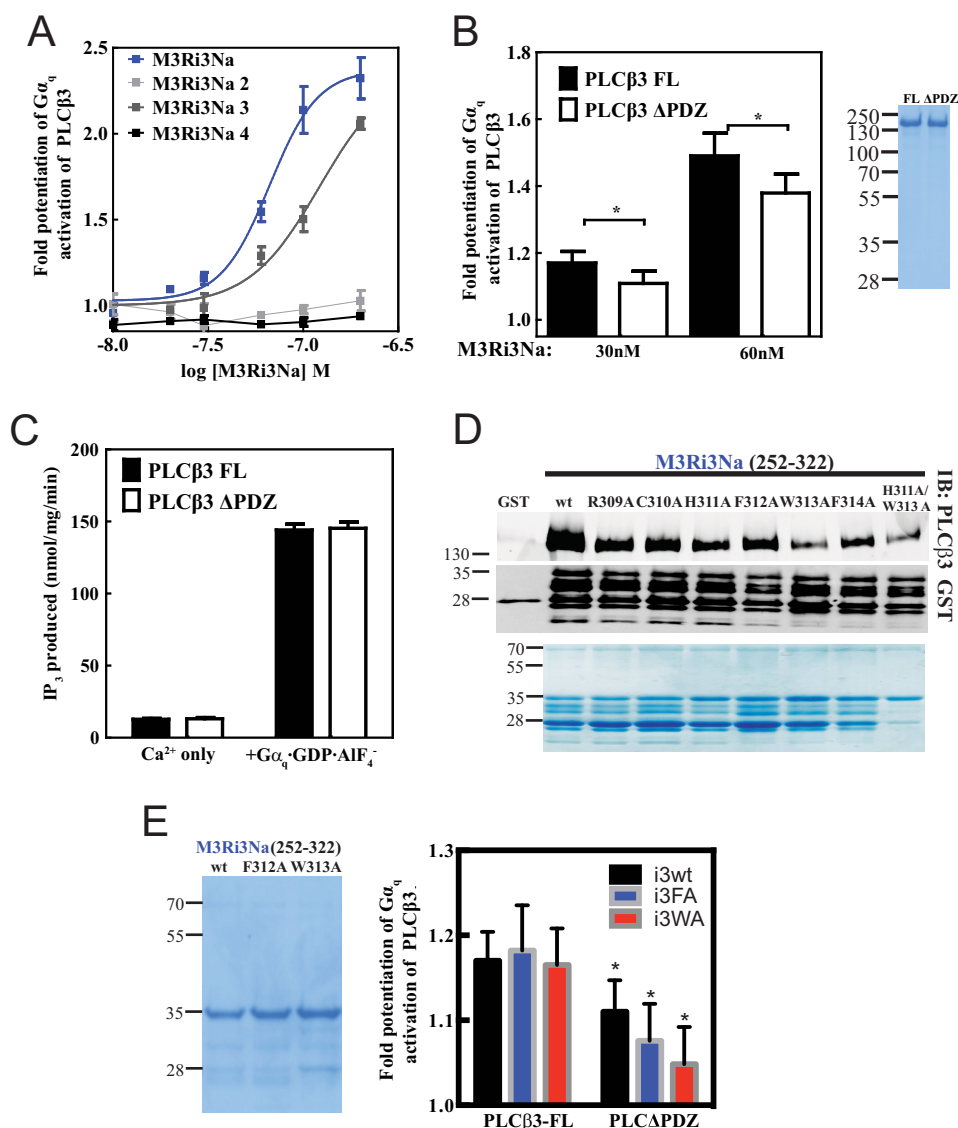 A
Fold potentiation of Gαq
activation of PLCβ3
2.5
2.0
1.5
1.0
M3Ri3Na
M3Ri3Na 2
M3Ri3Na 3
M3Ri3Na 4
-8.0
-7.5
-7.0
-6.5
log [M3Ri3Na] M
B
Fold potentiation of Gαq
activation of PLCβ3
1.8
1.6
1.4
1.2
1.0
PLCβ3 FL
PLCβ3 ΔPDZ
*
*
M3Ri3Na:
30nM
60nM
FL ΔPDZ
250
130
100
70
55
35
28
C
IP3 produced (nmol/mg/min)
200
150
100
50
0
PLCβ3 FL
PLCβ3 ΔPDZ
Ca2+ only
+Gαq·GDP·AlF4-
D
M3Ri3Na (252-322)
GST
wt
R309A
C310A
H311A
F312A
W313A
F314A
H311A/
W313A
130
35
28
70
55
35
28
IB: PLCβ3
GST
E
M3Ri3Na(252-322)
wt F312A W313A
70
55
35
28
Fold potentiation of Gαq
activation of PLCβ3.
1.3
1.2
1.1
1.0
i3wt
i3FA
i3WA
*
*
*
PLCβ3-FL
PLCΔPDZ